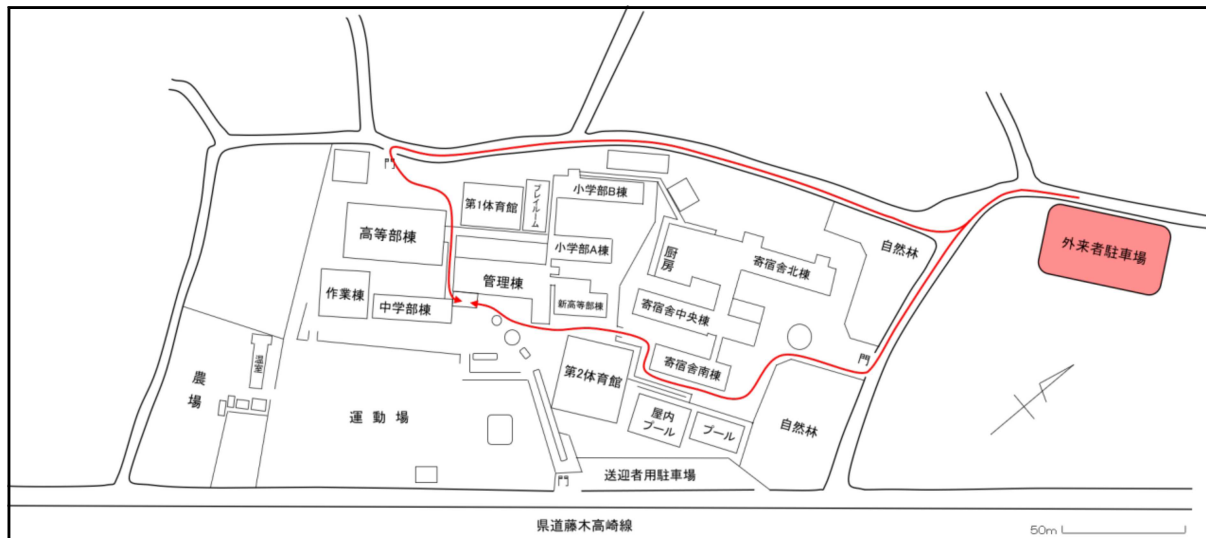 門
第1体育館
プレイルーム
小学部B棟
高等部棟
小学部A棟
厨房
寄宿舎北棟
自然林
外来者駐車場
管理棟
作業棟
中学部棟
新高等部棟
寄宿舎中央棟
門
温室
農場
第2体育館
寄宿舎南棟
運動場
屋内
プール
プール
自然林
送迎者用駐車場
門
県道藤木高崎線
50m